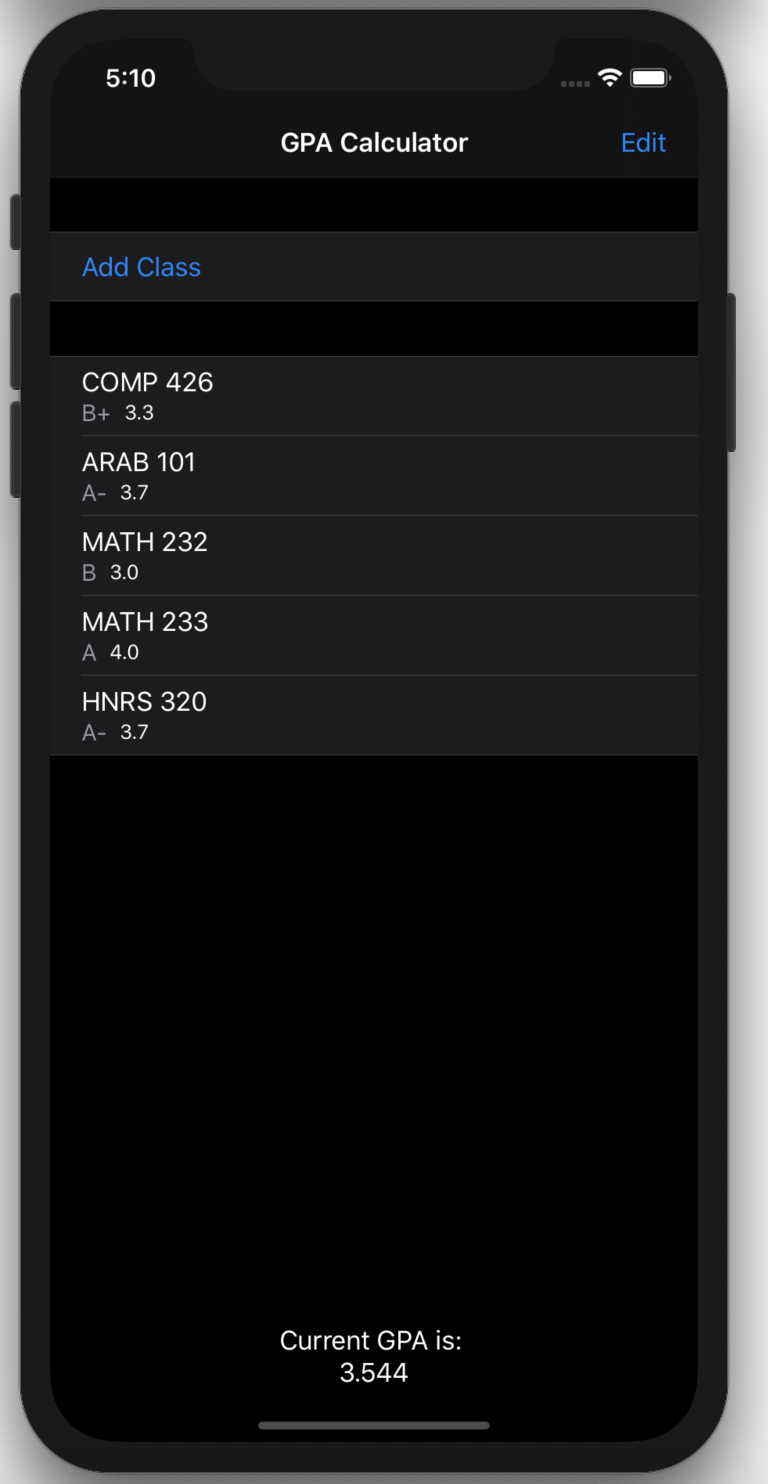 5:10
GPA Calculator Edit
Add Class
COMP 426
B+ 3.3
ARAB 101
A- 3.7
MATH 232
B 3.0
MATH 233
A 4.0
HNRS 320
A- 3.7
Current GPA is:
3.544